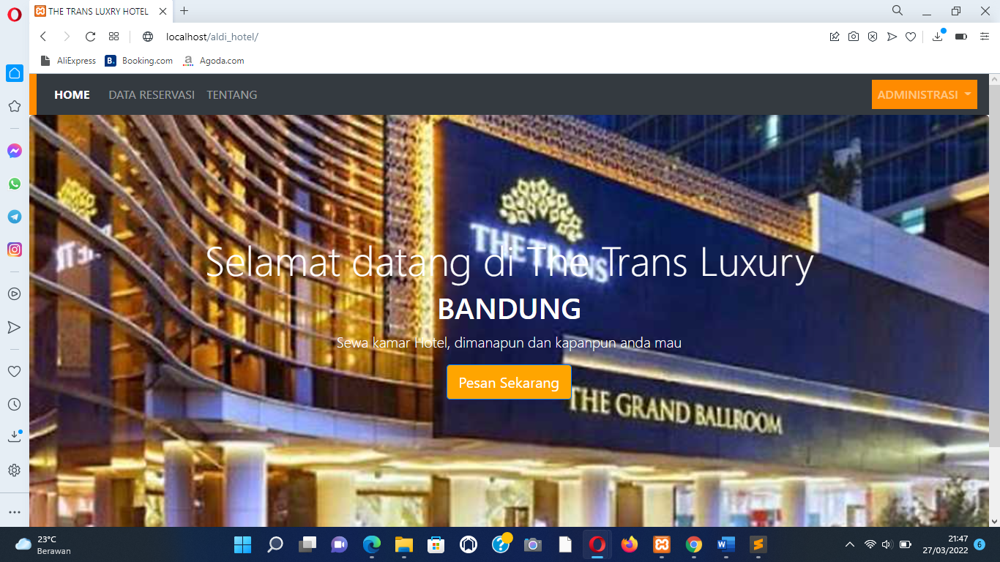 THE TRANS LUXRY HOTEL
localhost/aldi_hotel/
AliExpress
B. Booking.com
a Agoda.com
HOME
DATA RESERVASI
TENTANG
ADMINISTRASI
THE TRANS
Selamat datang di The Trans Luxury
BANDUNG
Sewa kamar Hotel, dimanapun dan kapanpun anda mau
Pesan Sekarang
THE GRAND BALLROOM
23°C
Berawan
21:47
27/03/2022
6